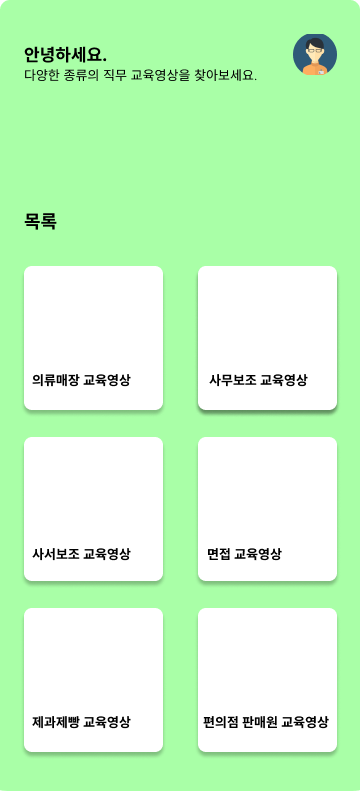 안녕하세요.
다양한 종류의 직무 교육영상을 찾아보세요.
목록
의류매장 교육영상
사무보조 교육영상
사서보조 교육영상
면접 교육영상
제과제빵 교육영상
편의점 판매원 교육영상